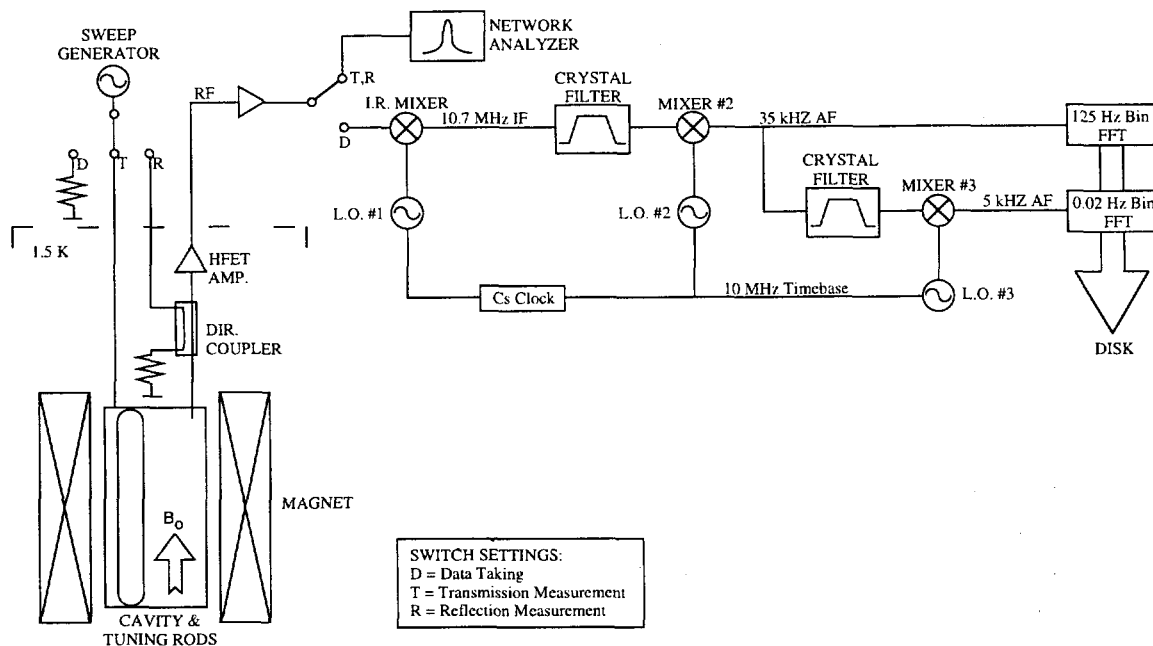 SWEEP
GENERATOR
NETWORK
ANALYZER
RF
T,R
D
I.R. MIXER
10.7 MHz IF
CRYSTAL
FILTER
MIXER #2
35 kHZ AF
125 Hz Bin
FFT
D
T
R
CRYSTAL
FILTER
MIXER #3
5 kHZ AF
0.02 Hz Bin
FFT
L.O. #1
L.O. #2
1.5 K
HFET
AMP.
Cs Clock
10 MHz Timebase
L.O. #3
DIR.
COUPLER
DISK
MAGNET
Bo
CAVITY &
TUNING RODS
SWITCH SETTINGS:
D = Data Taking
T = Transmission Measurement
R = Reflection Measurement